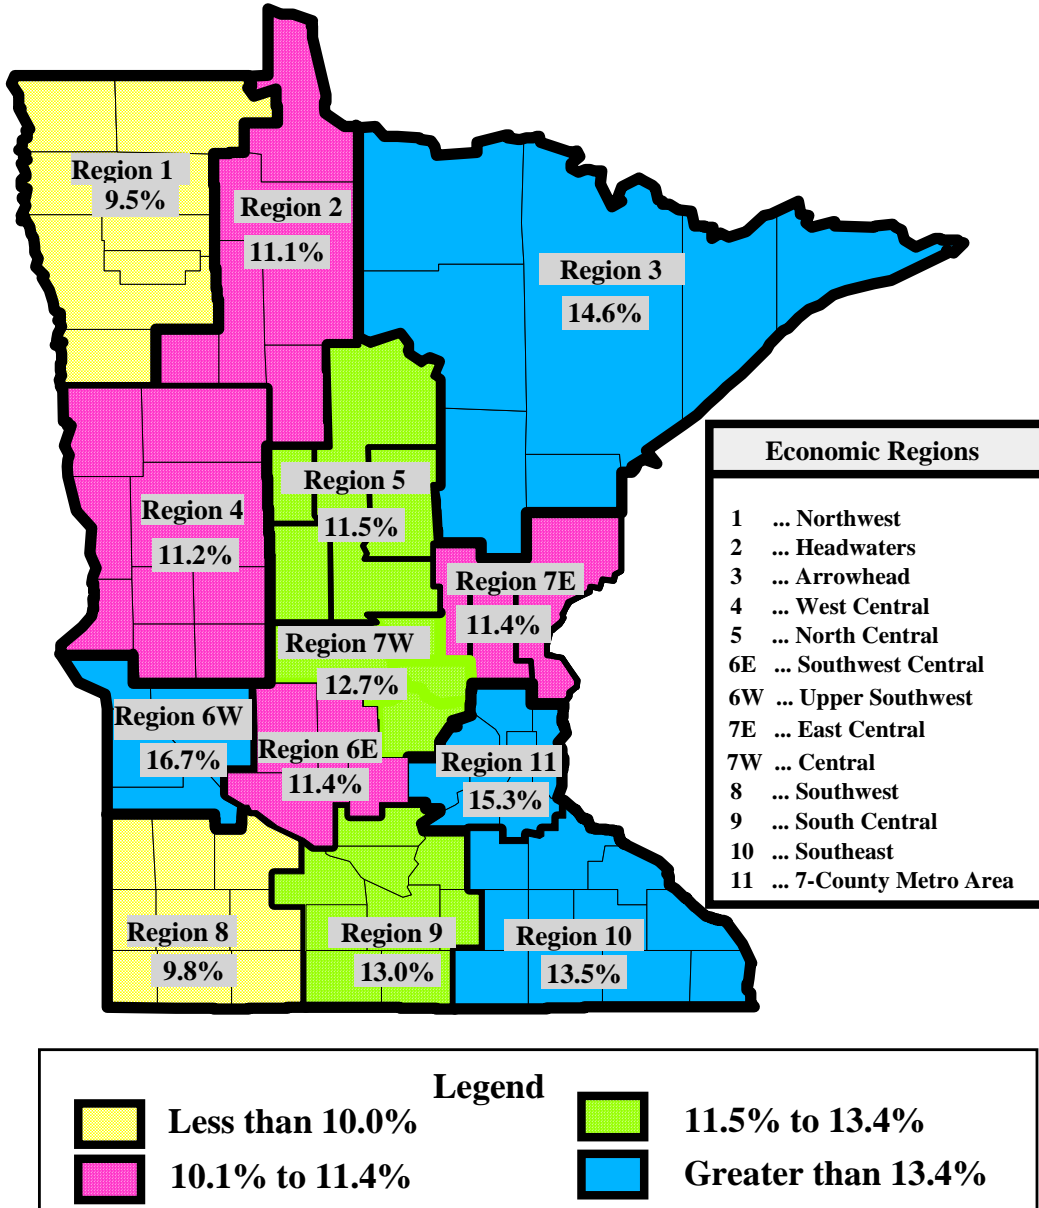 Region 1
9.5%
Region 2
11.1%
Region 3
14.6%
Region 4
11.2%
Region 5
11.5%
Region 7E
11.4%
Region 7W
12.7%
Region 6W
16.7%
Region 6E
11.4%
Region 11
15.3%
Region 8
9.8%
Region 9
13.0%
Region 10
13.5%
Economic Regions
1 ... Northwest
2 ... Headwaters
3 ... Arrowhead
4 ... West Central
5 ... North Central
6E ... Southwest Central
6W ... Upper Southwest
7E ... East Central
7W ... Central
8 ... Southwest
9 ... South Central
10 ... Southeast
11 ... 7-County Metro Area
Legend
Less than 10.0%
11.5% to 13.4%
10.1% to 11.4%
Greater than 13.4%